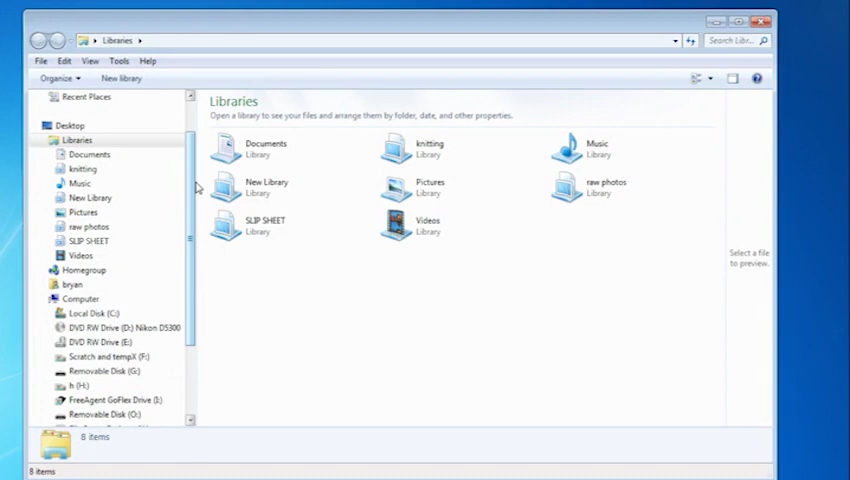 Libraries
Search Libr...
File Edit View Tools Help
Organize New library
Recent Places
Desktop
Libraries
Documents
knitting
Music
New Library
Pictures
raw photos
SLIP SHEET
Videos
Homegroup
bryan
Computer
Local Disk (C:)
DVD RW Drive (D:) Nikon D5300
DVD RW Drive (E:)
Scratch and tempX (F:)
Removable Disk (G:)
h (H:)
FreeAgent GoFlex Drive (I:)
Removable Disk (O:)
Libraries
Open a library to see your files and arrange them by folder, date, and other properties.
Documents
Library
knitting
Library
Music
Library
New Library
Library
Pictures
Library
raw photos
Library
SLIP SHEET
Library
Videos
Library
Select a file
to preview.
8 items
8 items